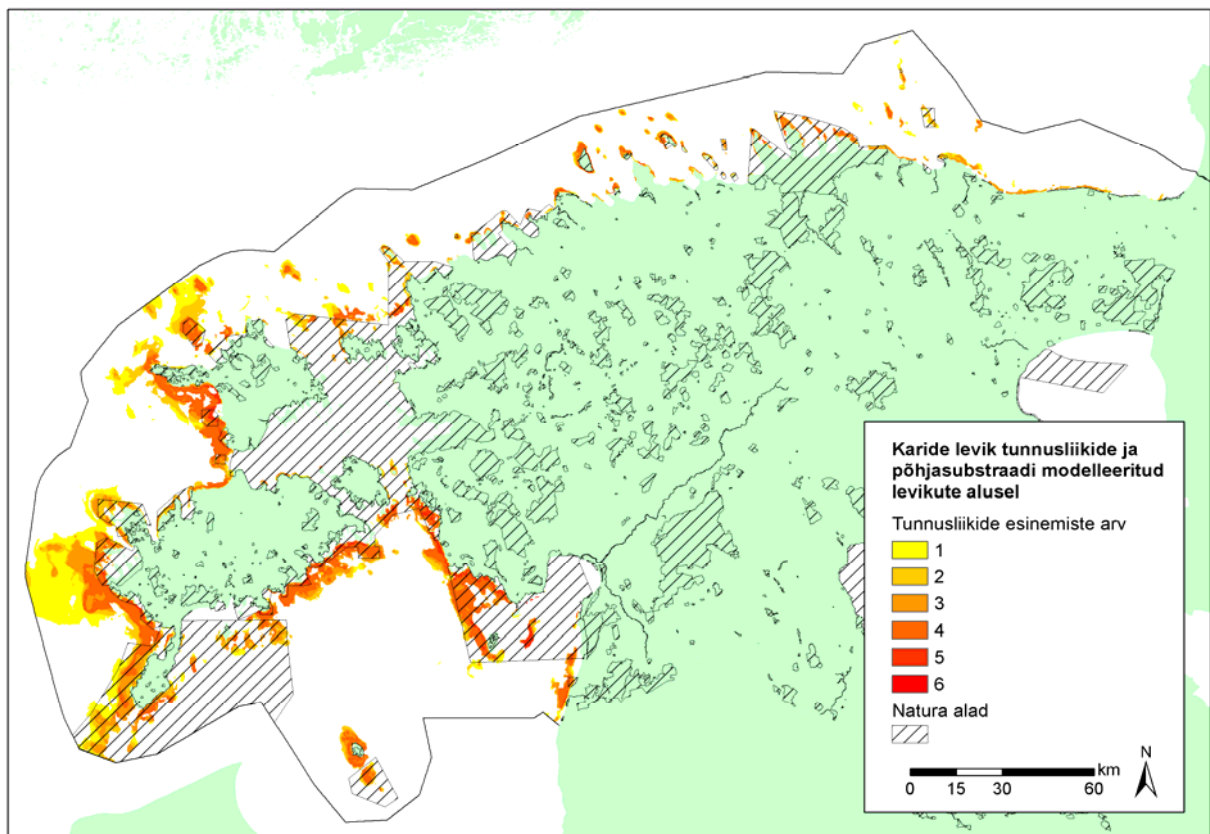 Karide levik tunnusliikide ja
põhjasubstraadi modelleeritud
levikute alusel
Tunnusliikide esinemiste arv
1
2
3
4
5
6
Natura alad
N
km
0 15 30 60